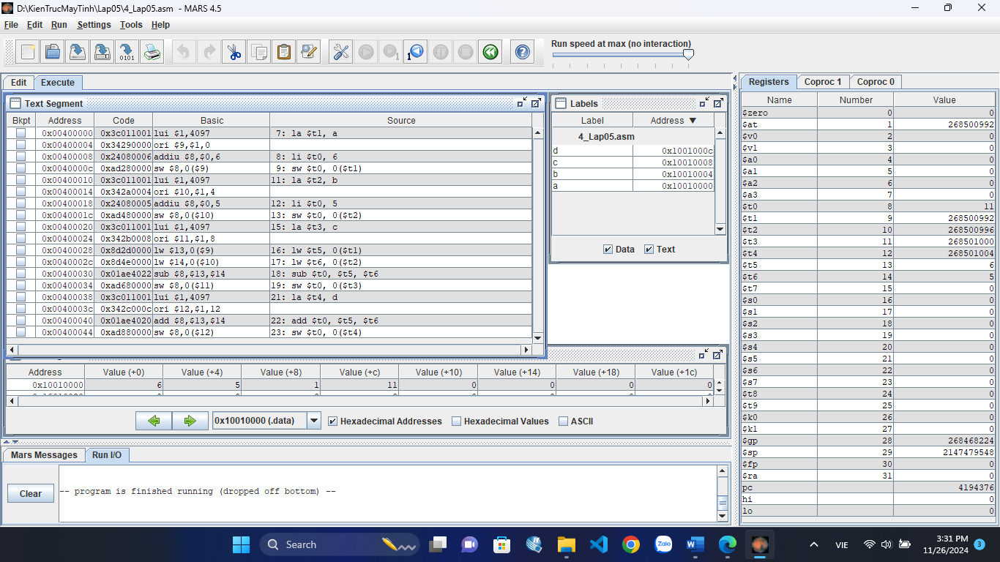 D:\KienTrucMayTinh\Lap05\4_Lap05.asm - MARS 4.5
File Edit Run Settings Tools Help
Run speed at max (no interaction)
Edit Execute
Text Segment
Bkpt Address Code Basic Source
0x00400000 0x3c011001 lui $1,4097 7: la $t1, a
0x00400004 0x34290000 ori $9,$1,0
0x00400008 0x24080006 addiu $8,$0,6 8: li $t0, 6
0x0040000c 0xad280000 sw $8,0($9) 9: sw $t0, 0($t1)
0x00400010 0x3c011001 lui $1,4097 11: la $t2, b
0x00400014 0x342a0004 ori $10,$1,4
0x00400018 0x24080005 addiu $8,$0,5 12: li $t0, 5
0x0040001c 0xad480000 sw $8,0($10) 13: sw $t0, 0($t2)
0x00400020 0x3c011001 lui $1,4097 15: la $t3, c
0x00400024 0x342b0008 ori $11,$1,8
0x00400028 0x8d2d0000 lw $13,0($9) 16: lw $t5, 0($t1)
0x0040002c 0x8d4e0000 lw $14,0($10) 17: lw $t6, 0($t2)
0x00400030 0x01ae4022 sub $8,$13,$14 18: sub $t0, $t5, $t6
0x00400034 0xad680000 sw $8,0($11) 19: sw $t0, 0($t3)
0x00400038 0x3c011001 lui $1,4097 21: la $t4, d
0x0040003c 0x342c000c ori $12,$1,12
0x00400040 0x01ae4020 add $8,$13,$14 22: add $t0, $t5, $t6
0x00400044 0xad880000 sw $8,0($12) 23: sw $t0, 0($t4)
Labels
Label Address ▼
4_Lap05.asm
d 0x1001000c
c 0x10010008
b 0x10010004
a 0x10010000
Data Text
Address Value (+0) Value (+4) Value (+8) Value (+c) Value (+10) Value (+14) Value (+18) Value (+1c)
0x10010000 6 5 1 11 0 0 0 0
0x10010000 (.data) Hexadecimal Addresses Hexadecimal Values ASCII
Mars Messages Run I/O
Clear
-- program is finished running (dropped off bottom) --
Registers Coproc 1 Coproc 0
Name Number Value
$zero 0 0
$at 1 268500992
$v0 2 0
$v1 3 0
$a0 4 0
$a1 5 0
$a2 6 0
$a3 7 0
$t0 8 11
$t1 9 268500992
$t2 10 268500996
$t3 11 268501000
$t4 12 268501004
$t5 13 6
$t6 14 5
$t7 15 0
$s0 16 0
$s1 17 0
$s2 18 0
$s3 19 0
$s4 20 0
$s5 21 0
$s6 22 0
$s7 23 0
$t8 24 0
$t9 25 0
$k0 26 0
$k1 27 0
$gp 28 268468224
$sp 29 2147479548
$fp 30 0
$ra 31 0
pc 4194376
hi 0
lo 0
Search
Zalo
VIE
3:31 PM
11/26/2024
3